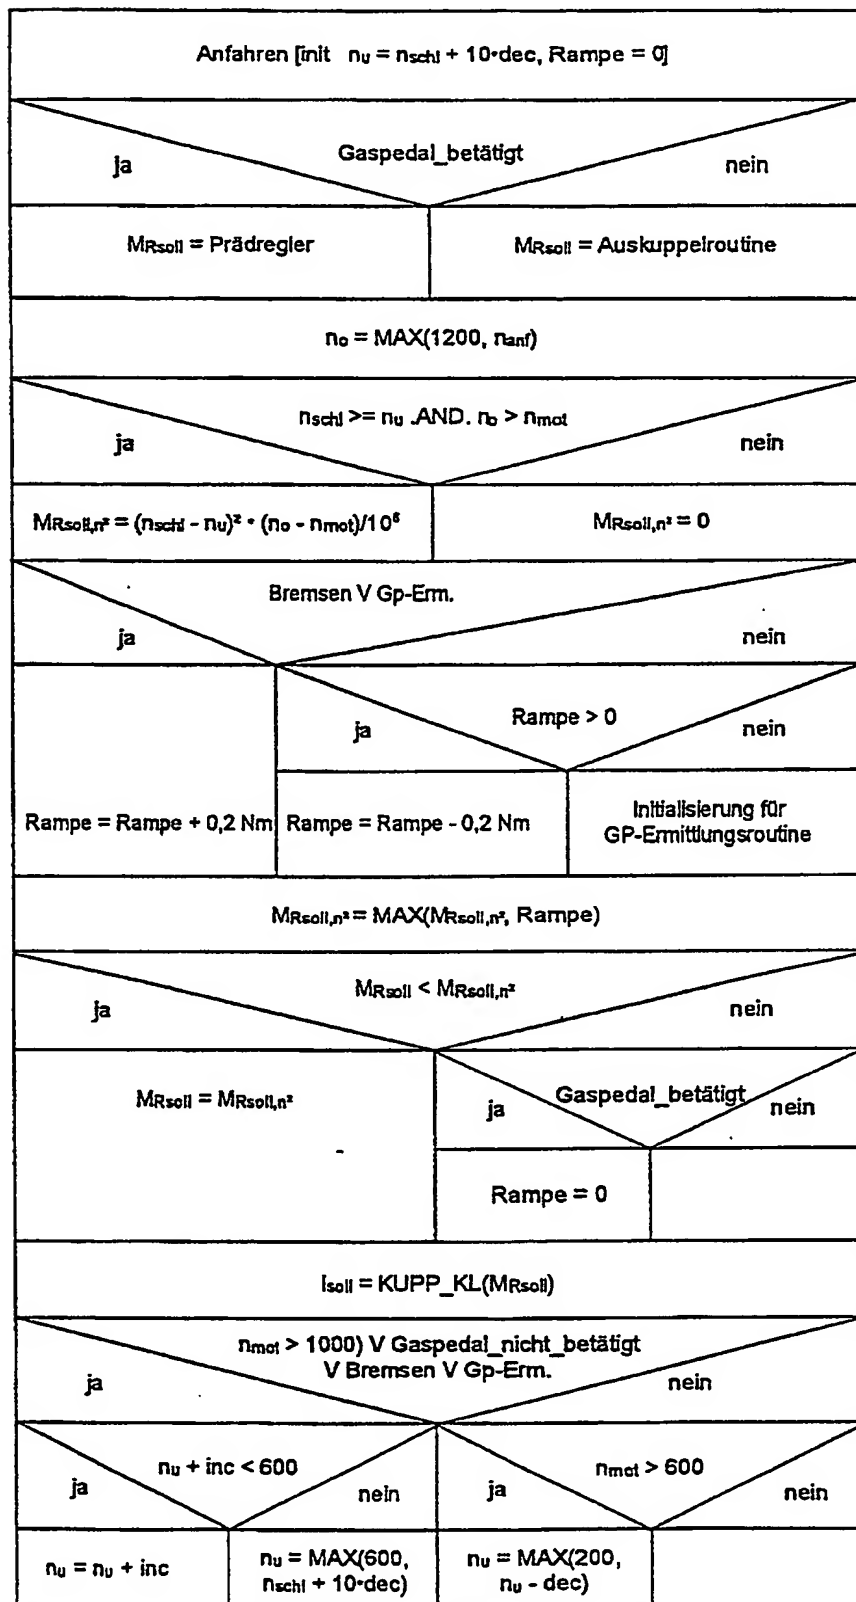 Anfahren [init nᵤ = nschl + 10·dec, Rampe = 0]
Gaspedal_betätigt
ja
nein
MRsoll = Prädregler
MRsoll = Auskuppelroutine
nₒ = MAX(1200, nanf)
nschl >= nᵤ .AND. nₒ > nmot
ja
nein
MRsoll,n² = (nschl - nᵤ)² · (nₒ - nmot)/10⁶
MRsoll,n² = 0
Bremsen V Gp-Erm.
ja
nein
Rampe > 0
ja
nein
Rampe = Rampe + 0,2 Nm
Rampe = Rampe - 0,2 Nm
Initialisierung für
GP-Ermittlungsroutine
MRsoll,n² = MAX(MRsoll,n², Rampe)
MRsoll < MRsoll,n²
ja
nein
MRsoll = MRsoll,n²
Gaspedal_betätigt
ja
nein
Rampe = 0
Isoll = KUPP_KL(MRsoll)
nmot > 1000) V Gaspedal_nicht_betätigt
V Bremsen V Gp-Erm.
ja
nein
nᵤ + inc < 600
ja
nein
nmot > 600
ja
nein
nᵤ = nᵤ + inc
nᵤ = MAX(600,
nschl + 10·dec)
nᵤ = MAX(200,
nᵤ - dec)